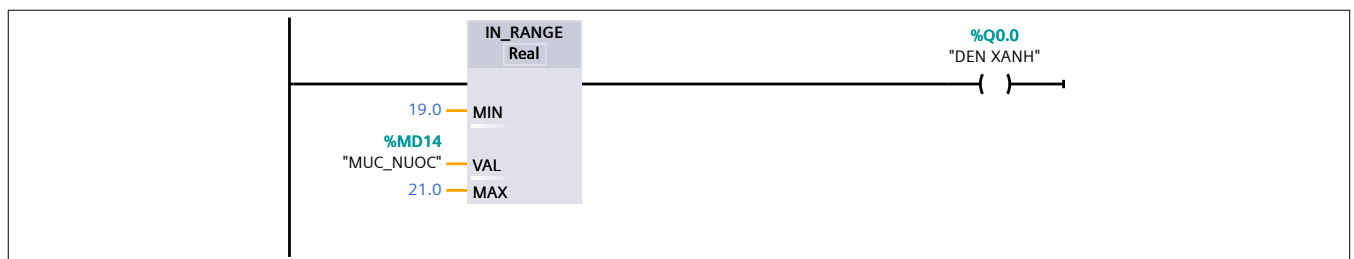 IN_RANGE
Real
%Q0.0
"DEN XANH"
19.0
MIN
%MD14
"MUC_NUOC"
VAL
21.0
MAX